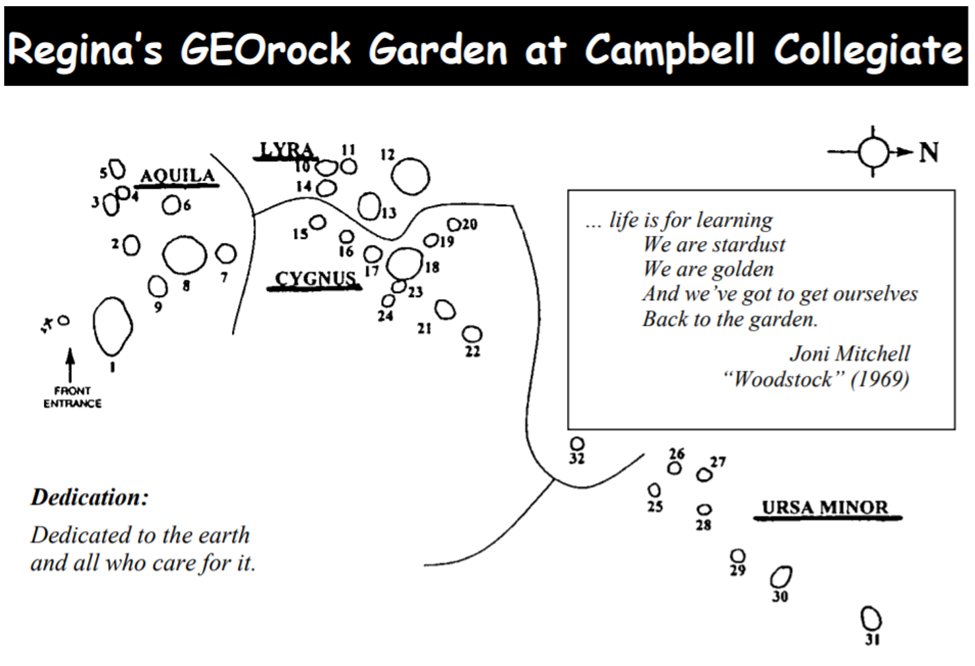 Regina's GEOrock Garden at Campbell Collegiate
LYRA
11
12
10
5
AQUILA
4
14
3
6
13
N
15
20
2
16
19
17
18
7
CYGNUS
8
23
9
24
21
22
1
FRONT
ENTRANCE
... life is for learning
We are stardust
We are golden
And we've got to get ourselves
Back to the garden.
Joni Mitchell
“Woodstock” (1969)
32
26
27
25
28
URSA MINOR
29
30
31
Dedication:
Dedicated to the earth
and all who care for it.